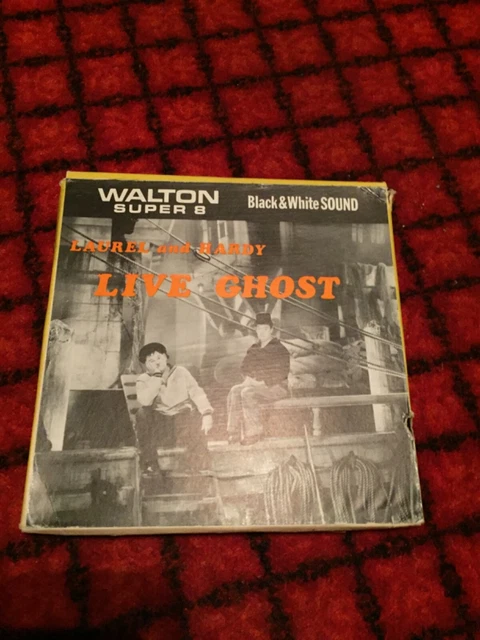 WALTON
SUPER 8
Black&White SOUND
LAUREL and HARDY
LIVE GHOST